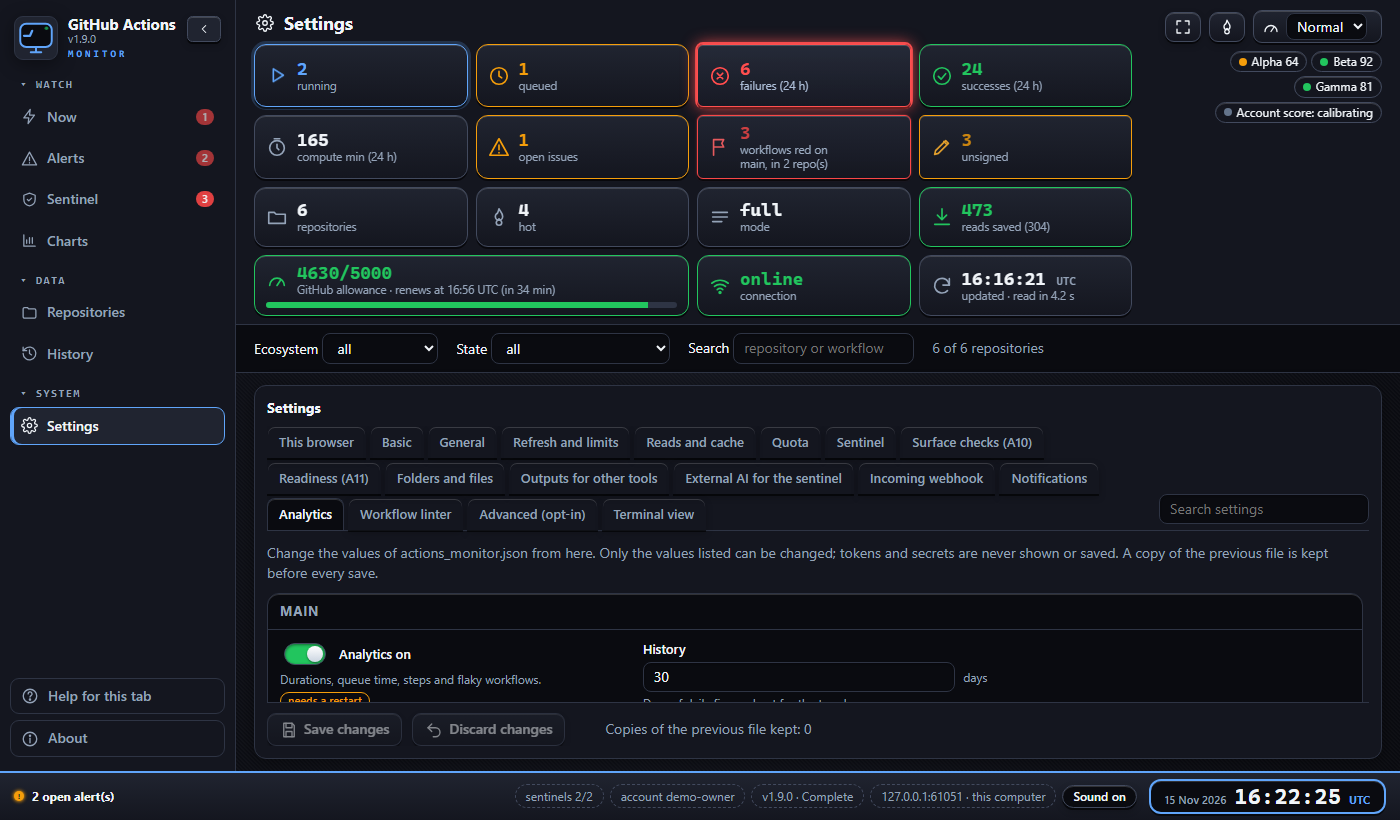 GitHub Actions
v1.9.0
MONITOR
WATCH
Now 1
Alerts 2
Sentinel 3
Charts
DATA
Repositories
History
SYSTEM
Settings
Help for this tab
About
Settings
Normal
Alpha 64
Beta 92
Gamma 81
Account score: calibrating
2
running
1
queued
6
failures (24 h)
24
successes (24 h)
165
compute min (24 h)
1
open issues
3
workflows red on
main, in 2 repo(s)
3
unsigned
6
repositories
4
hot
full
mode
473
reads saved (304)
4630/5000
GitHub allowance · renews at 16:56 UTC (in 34 min)
online
connection
16:16:21 UTC
updated · read in 4.2 s
Ecosystem all State all Search repository or workflow 6 of 6 repositories
Settings
This browser Basic General Refresh and limits Reads and cache Quota Sentinel Surface checks (A10)
Readiness (A11) Folders and files Outputs for other tools External AI for the sentinel Incoming webhook Notifications
Analytics Workflow linter Advanced (opt-in) Terminal view Search settings
Change the values of actions_monitor.json from here. Only the values listed can be changed; tokens and secrets are never shown or saved. A copy of the previous file is kept
before every save.
MAIN
Analytics on
Durations, queue time, steps and flaky workflows.
needs a restart
History
30 days
Save changes Discard changes Copies of the previous file kept: 0
2 open alert(s)
sentinels 2/2 account demo-owner v1.9.0 · Complete 127.0.0.1:61051 · this computer Sound on 15 Nov 2026 16:22:25 UTC